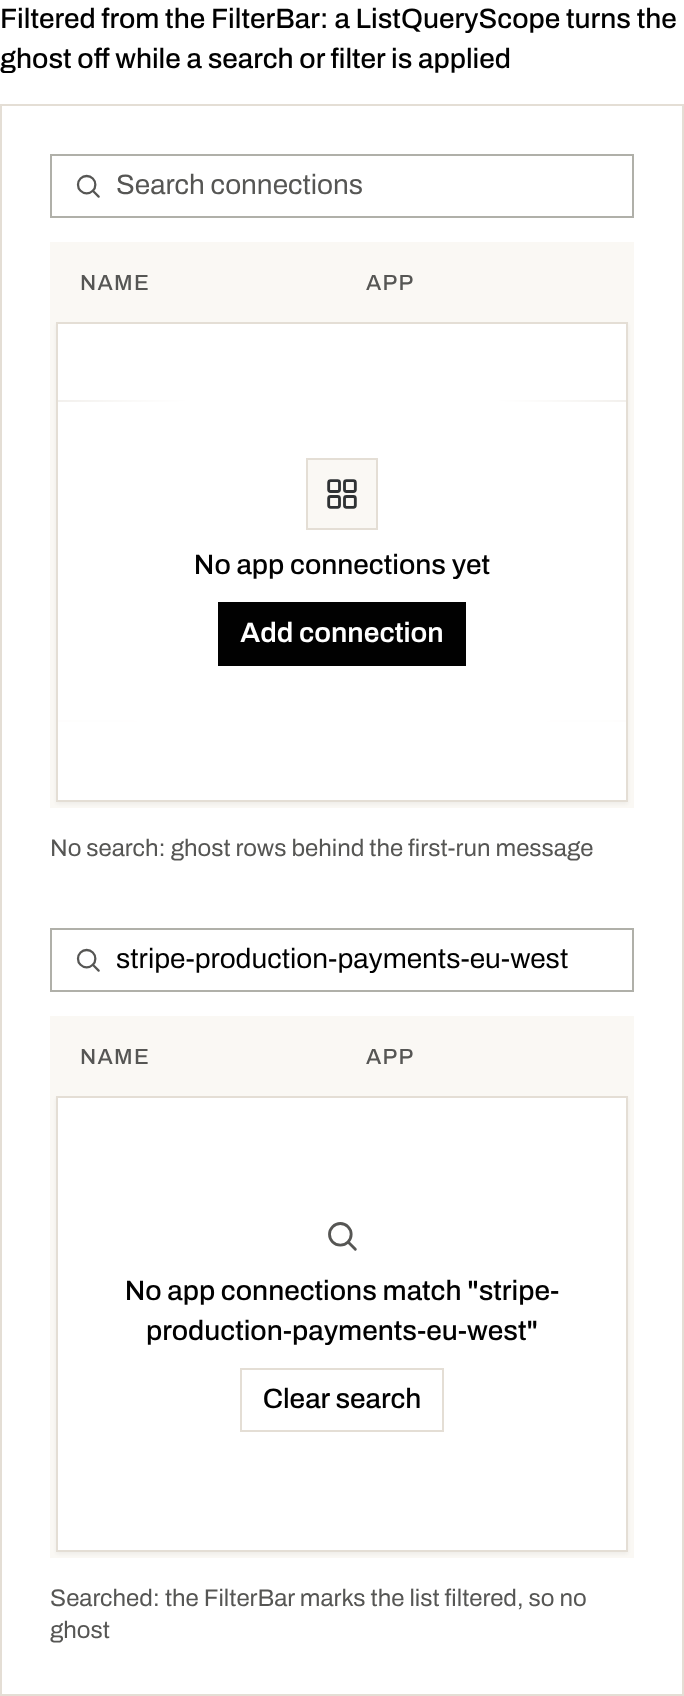 Filtered from the FilterBar: a ListQueryScope turns the
ghost off while a search or filter is applied
Search connections
NAME APP
No app connections yet
Add connection
No search: ghost rows behind the first-run message
stripe-production-payments-eu-west
NAME APP
No app connections match "stripe-
production-payments-eu-west"
Clear search
Searched: the FilterBar marks the list filtered, so no
ghost